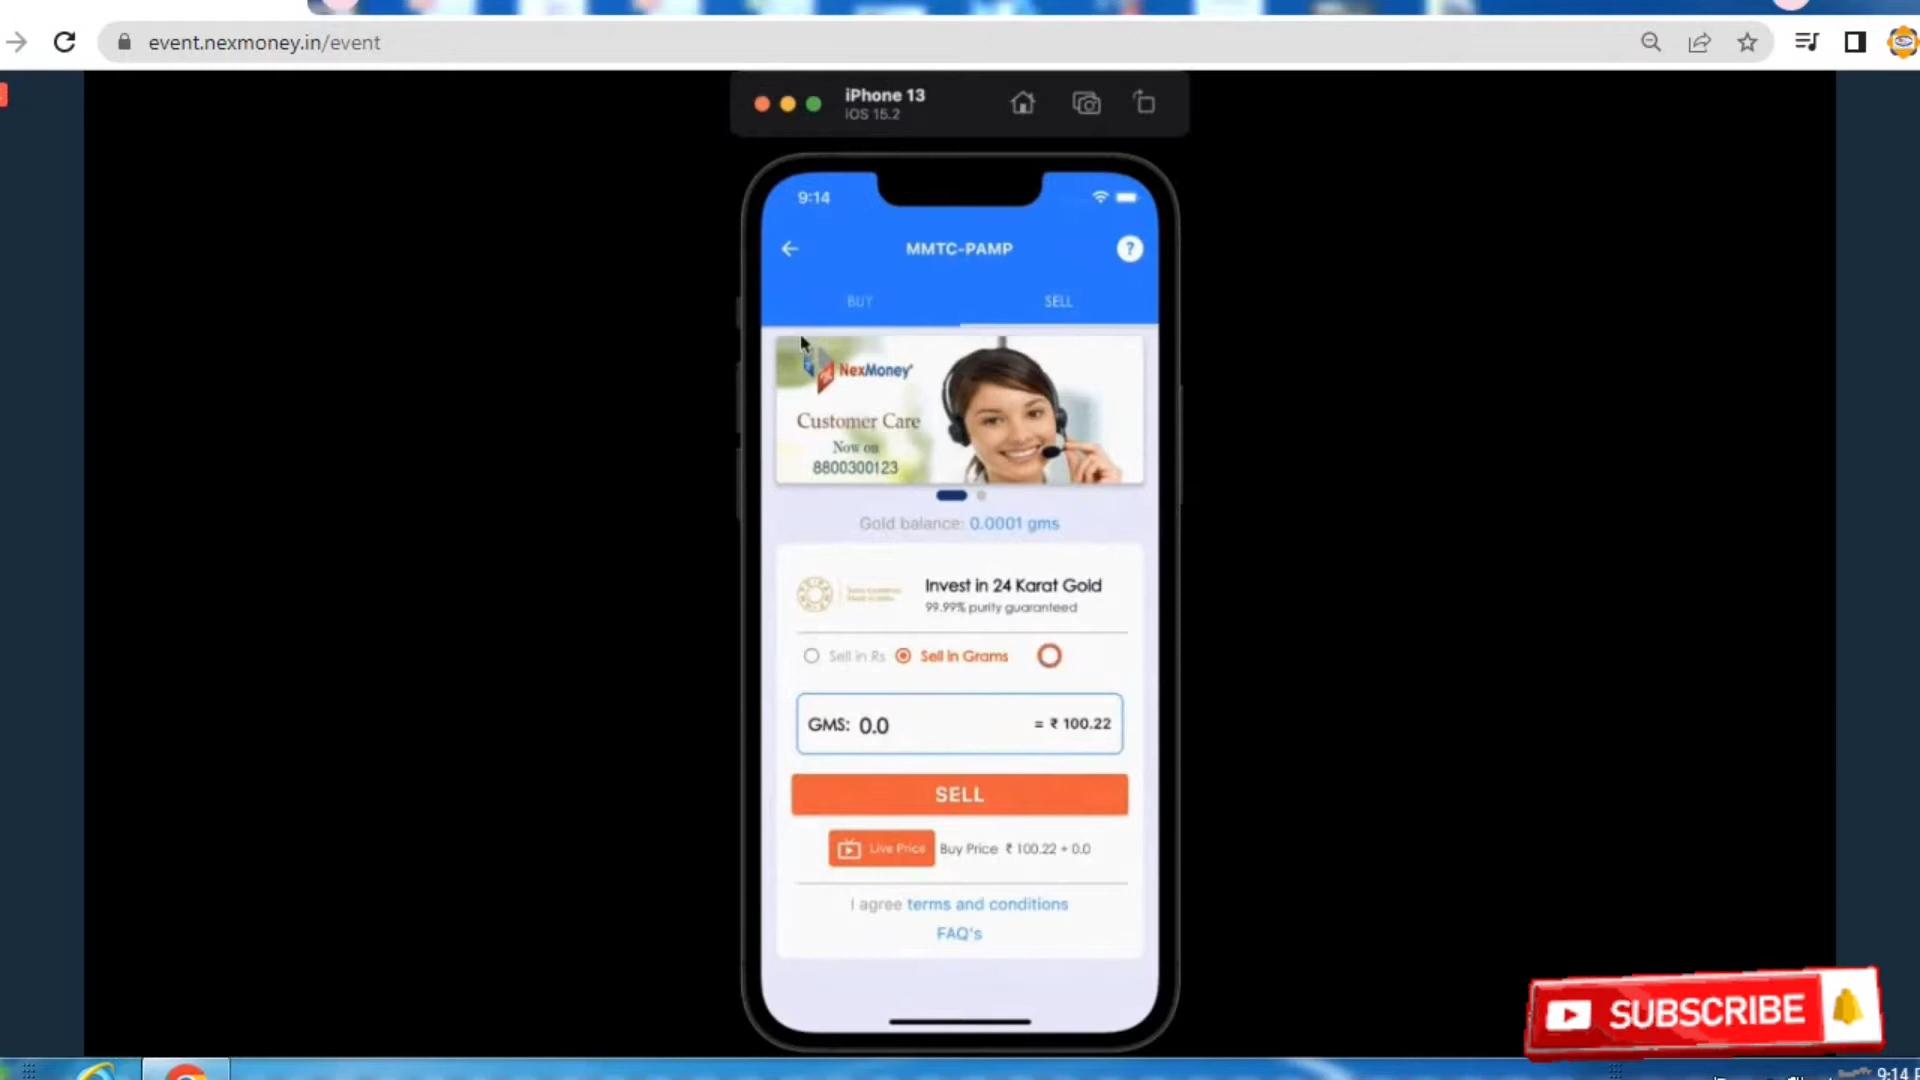 event.nexmoney.in/event
iPhone 13
iOS 15.2
9:14
MMTC-PAMP
?
BUY
SELL
NexMoney
Customer Care
Now on
8800300123
Gold balance: 0.0001 gms
Invest in 24 Karat Gold
99.99% purity guaranteed
Sell in Rs
Sell In Grams
GMS: 0.0
= ₹ 100.22
SELL
Live Price
Buy Price ₹ 100.22 + 0.0
I agree terms and conditions
FAQ's
SUBSCRIBE
9:14